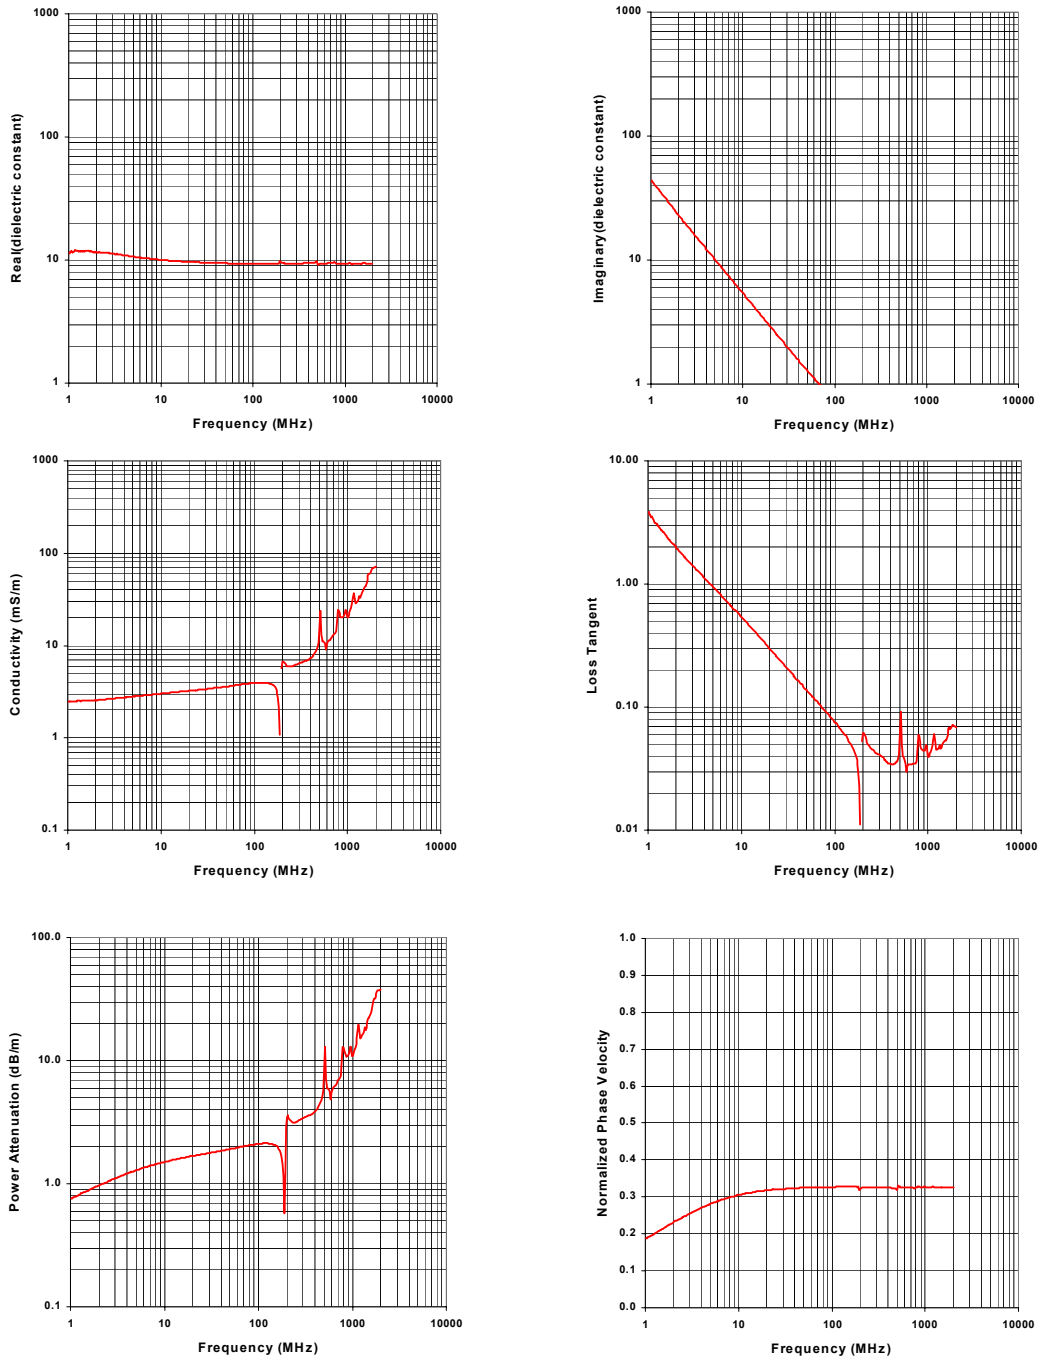 1000
100
10
1
Real(dielectric constant)
1 10 100 1000 10000
Frequency (MHz)
1000
100
10
1
Imaginary(dielectric constant)
1 10 100 1000 10000
Frequency (MHz)
1000
100
10
1
0.1
Conductivity (mS/m)
1 10 100 1000 10000
Frequency (MHz)
10.00
1.00
0.10
0.01
Loss Tangent
1 10 100 1000 10000
Frequency (MHz)
100.0
10.0
1.0
0.1
Power Attenuation (dB/m)
1 10 100 1000 10000
Frequency (MHz)
1.0
0.9
0.8
0.7
0.6
0.5
0.4
0.3
0.2
0.1
0.0
Normalized Phase Velocity
1 10 100 1000 10000
Frequency (MHz)